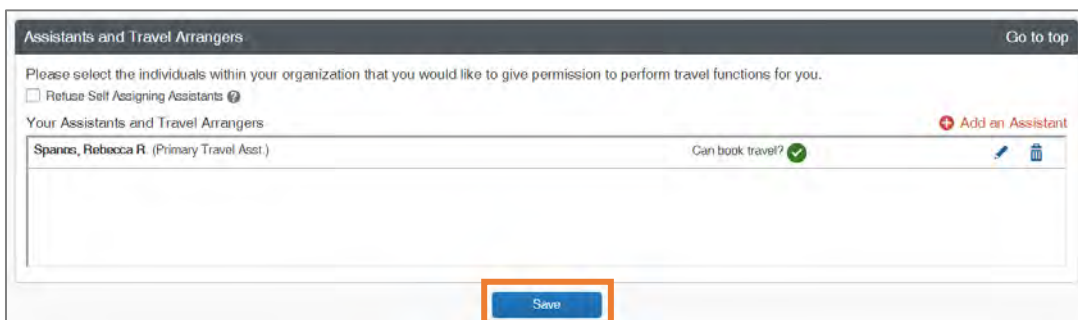 Assistants and Travel Arrangers Go to top
Please select the individuals within your organization that you would like to give permission to perform travel functions for you.
Refuse Self Assigning Assistants ?
Your Assistants and Travel Arrangers Add an Assistant
Spanos, Rebecca R. (Primary Travel Asst.) Can book travel?
Save